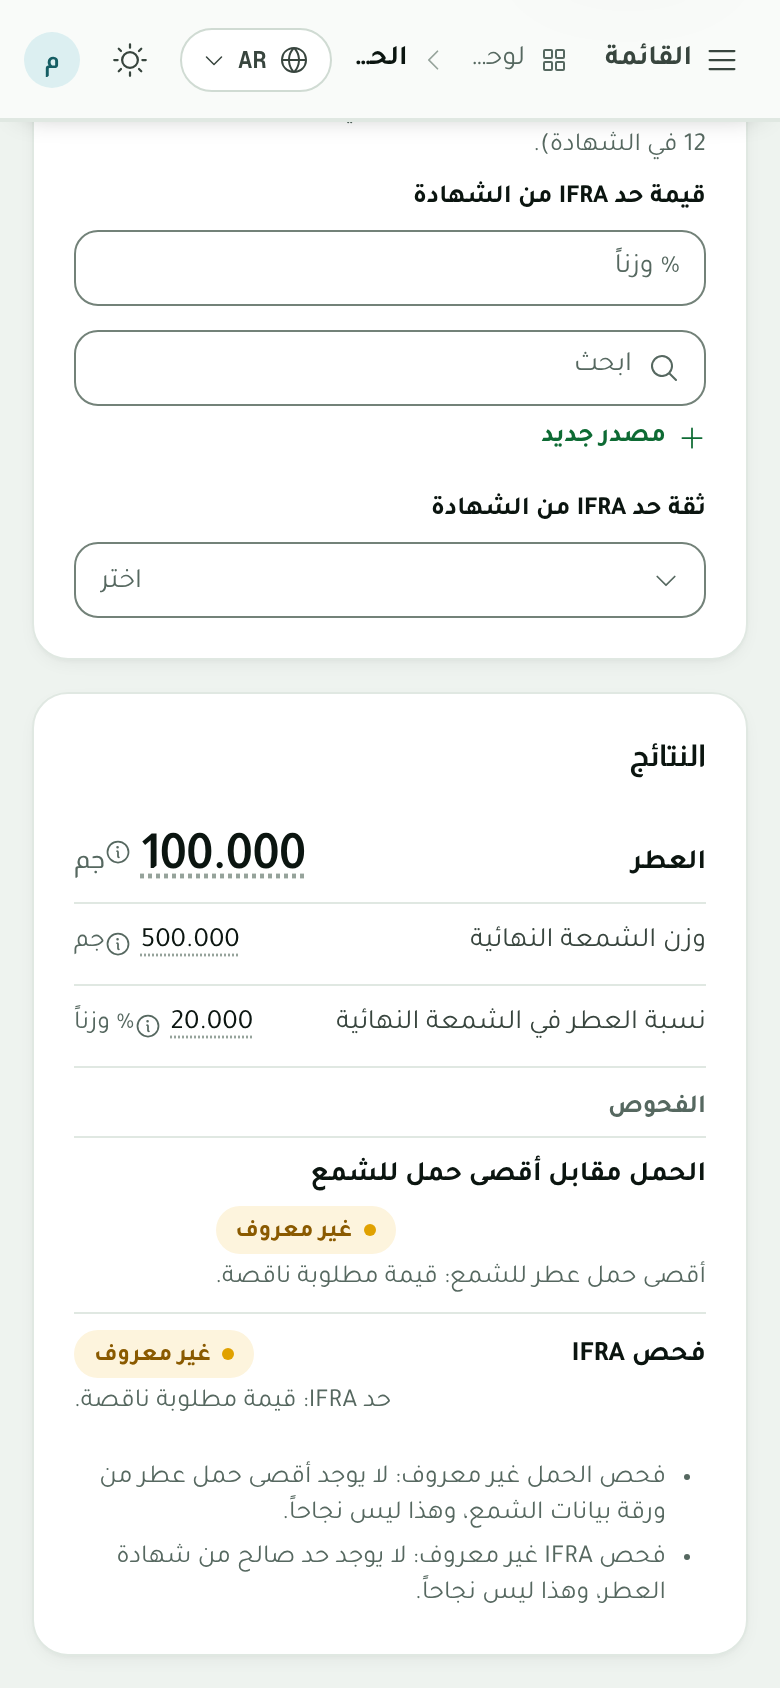 القائمة
لوحـ...
الحـ...
AR
م
12 في الشهادة).
قيمة حد IFRA من الشهادة
% وزناً
ابحث
مصدر جديد
ثقة حد IFRA من الشهادة
اختر
النتائج
العطر 100.000 جم
وزن الشمعة النهائية 500.000 جم
نسبة العطر في الشمعة النهائية 20.000 % وزناً
الفحوص
الحمل مقابل أقصى حمل للشمع
غير معروف
أقصى حمل عطر للشمع: قيمة مطلوبة ناقصة.
فحص IFRA غير معروف
حد IFRA: قيمة مطلوبة ناقصة.
• فحص الحمل غير معروف: لا يوجد أقصى حمل عطر من
ورقة بيانات الشمع، وهذا ليس نجاحاً.
• فحص IFRA غير معروف: لا يوجد حد صالح من شهادة
العطر، وهذا ليس نجاحاً.